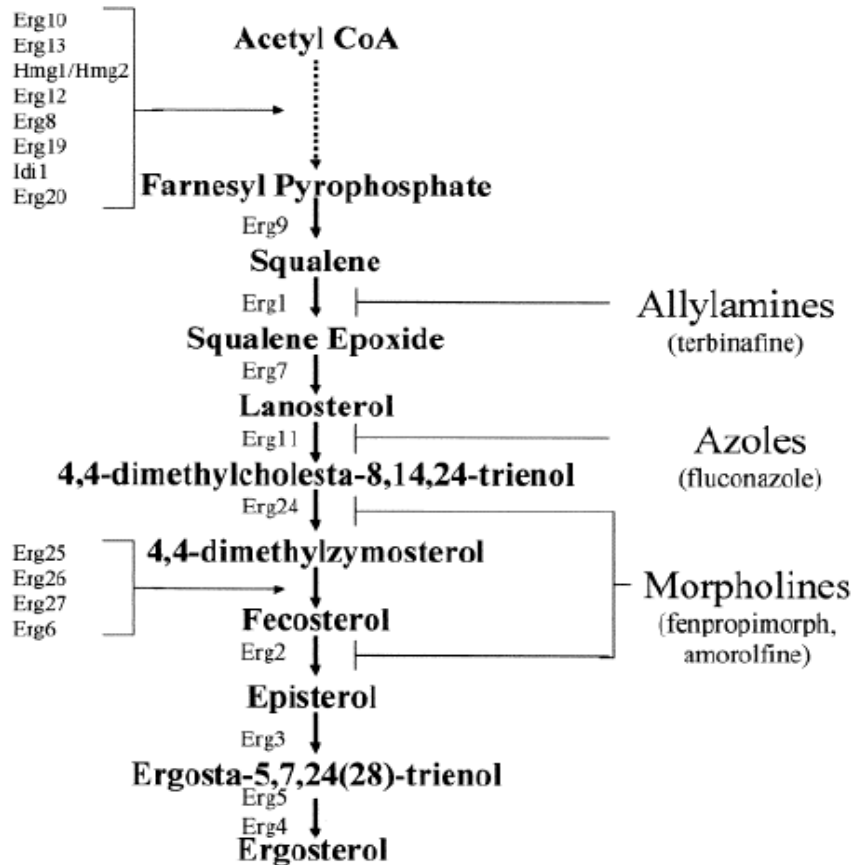 Erg10
Erg13
Hmg1/Hmg2
Erg12
Erg8
Erg19
Idi1
Erg20
Acetyl CoA
Farnesyl Pyrophosphate
Erg9
Squalene
Erg1
Allylamines
(terbinafine)
Squalene Epoxide
Erg7
Lanosterol
Erg11
Azoles
(fluconazole)
4,4-dimethylcholesta-8,14,24-trienol
Erg24
4,4-dimethylzymosterol
Erg25
Erg26
Erg27
Erg6
Morpholines
(fenpropimorph,
amorolfine)
Fecosterol
Erg2
Episterol
Erg3
Ergosta-5,7,24(28)-trienol
Erg5
Erg4
Ergosterol